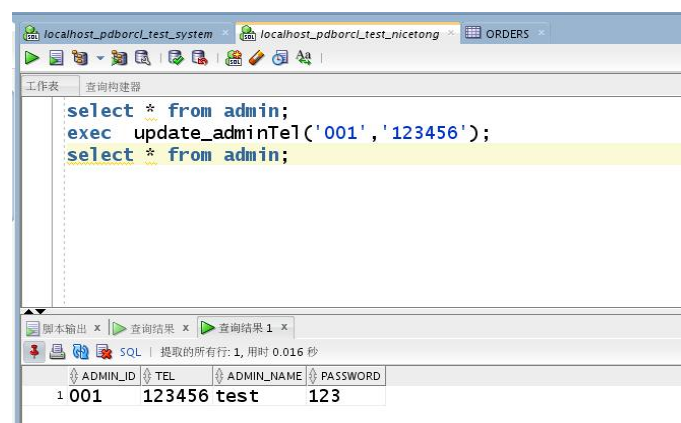 localhost_pdborcl_test_system × localhost_pdborcl_test_nicetong × ORDERS ×
工作表 查询构建器
select * from admin;
exec  update_adminTel('001','123456');
select * from admin;
脚本输出 x 查询结果 x 查询结果 1 x
SQL | 提取的所有行: 1, 用时 0.016 秒
ADMIN_ID TEL ADMIN_NAME PASSWORD
1 001 123456 test 123